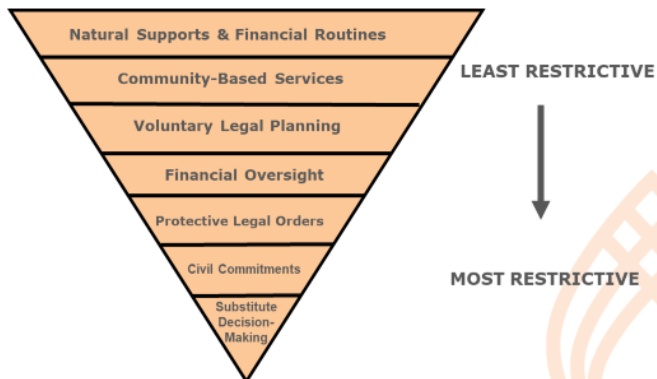 Natural Supports & Financial Routines
Community-Based Services
Voluntary Legal Planning
Financial Oversight
Protective Legal Orders
Civil Commitments
Substitute
Decision-
Making
LEAST RESTRICTIVE
MOST RESTRICTIVE